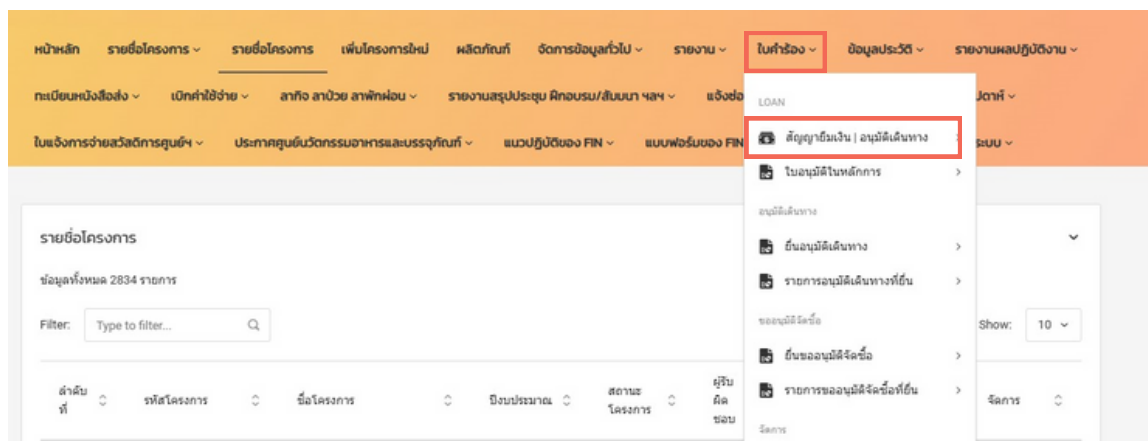 หน้าหลัก รายชื่อโครงการ รายชื่อโครงการ เพิ่มโครงการใหม่ ผลิตภัณฑ์ จัดการข้อมูลทั่วไป รายงาน ใบคำร้อง ข้อมูลประวัติ รายงานผลปฏิบัติงาน
ทะเบียนหนังสือส่ง เบิกค่าใช้จ่าย ลากิจ ลาป่วย ลาพักผ่อน รายงานสรุปประชุม ฝึกอบรม/สัมมนา ฯลฯ แจ้งซ่อ
ใบแจ้งการจ่ายสวัสดิการศูนย์ฯ ประกาศศูนย์นวัตกรรมอาหารและบรรจุภัณฑ์ แนวปฏิบัติของ FIN แบบฟอร์มของ FIN
LOAN
สัญญายืมเงิน | อนุมัติเดินทาง
ใบอนุมัติในหลักการ
อนุมัติเดินทาง
ยื่นอนุมัติเดินทาง
รายการอนุมัติเดินทางที่ยื่น
ขออนุมัติจัดซื้อ
ยื่นขออนุมัติจัดซื้อ
รายการขออนุมัติจัดซื้อที่ยื่น
จัดการ
รายชื่อโครงการ
ข้อมูลทั้งหมด 2834 รายการ
Filter: Type to filter... Show: 10
ลำดับที่ รหัสโครงการ ชื่อโครงการ ปีงบประมาณ สถานะโครงการ ผู้รับผิดชอบ จัดการ